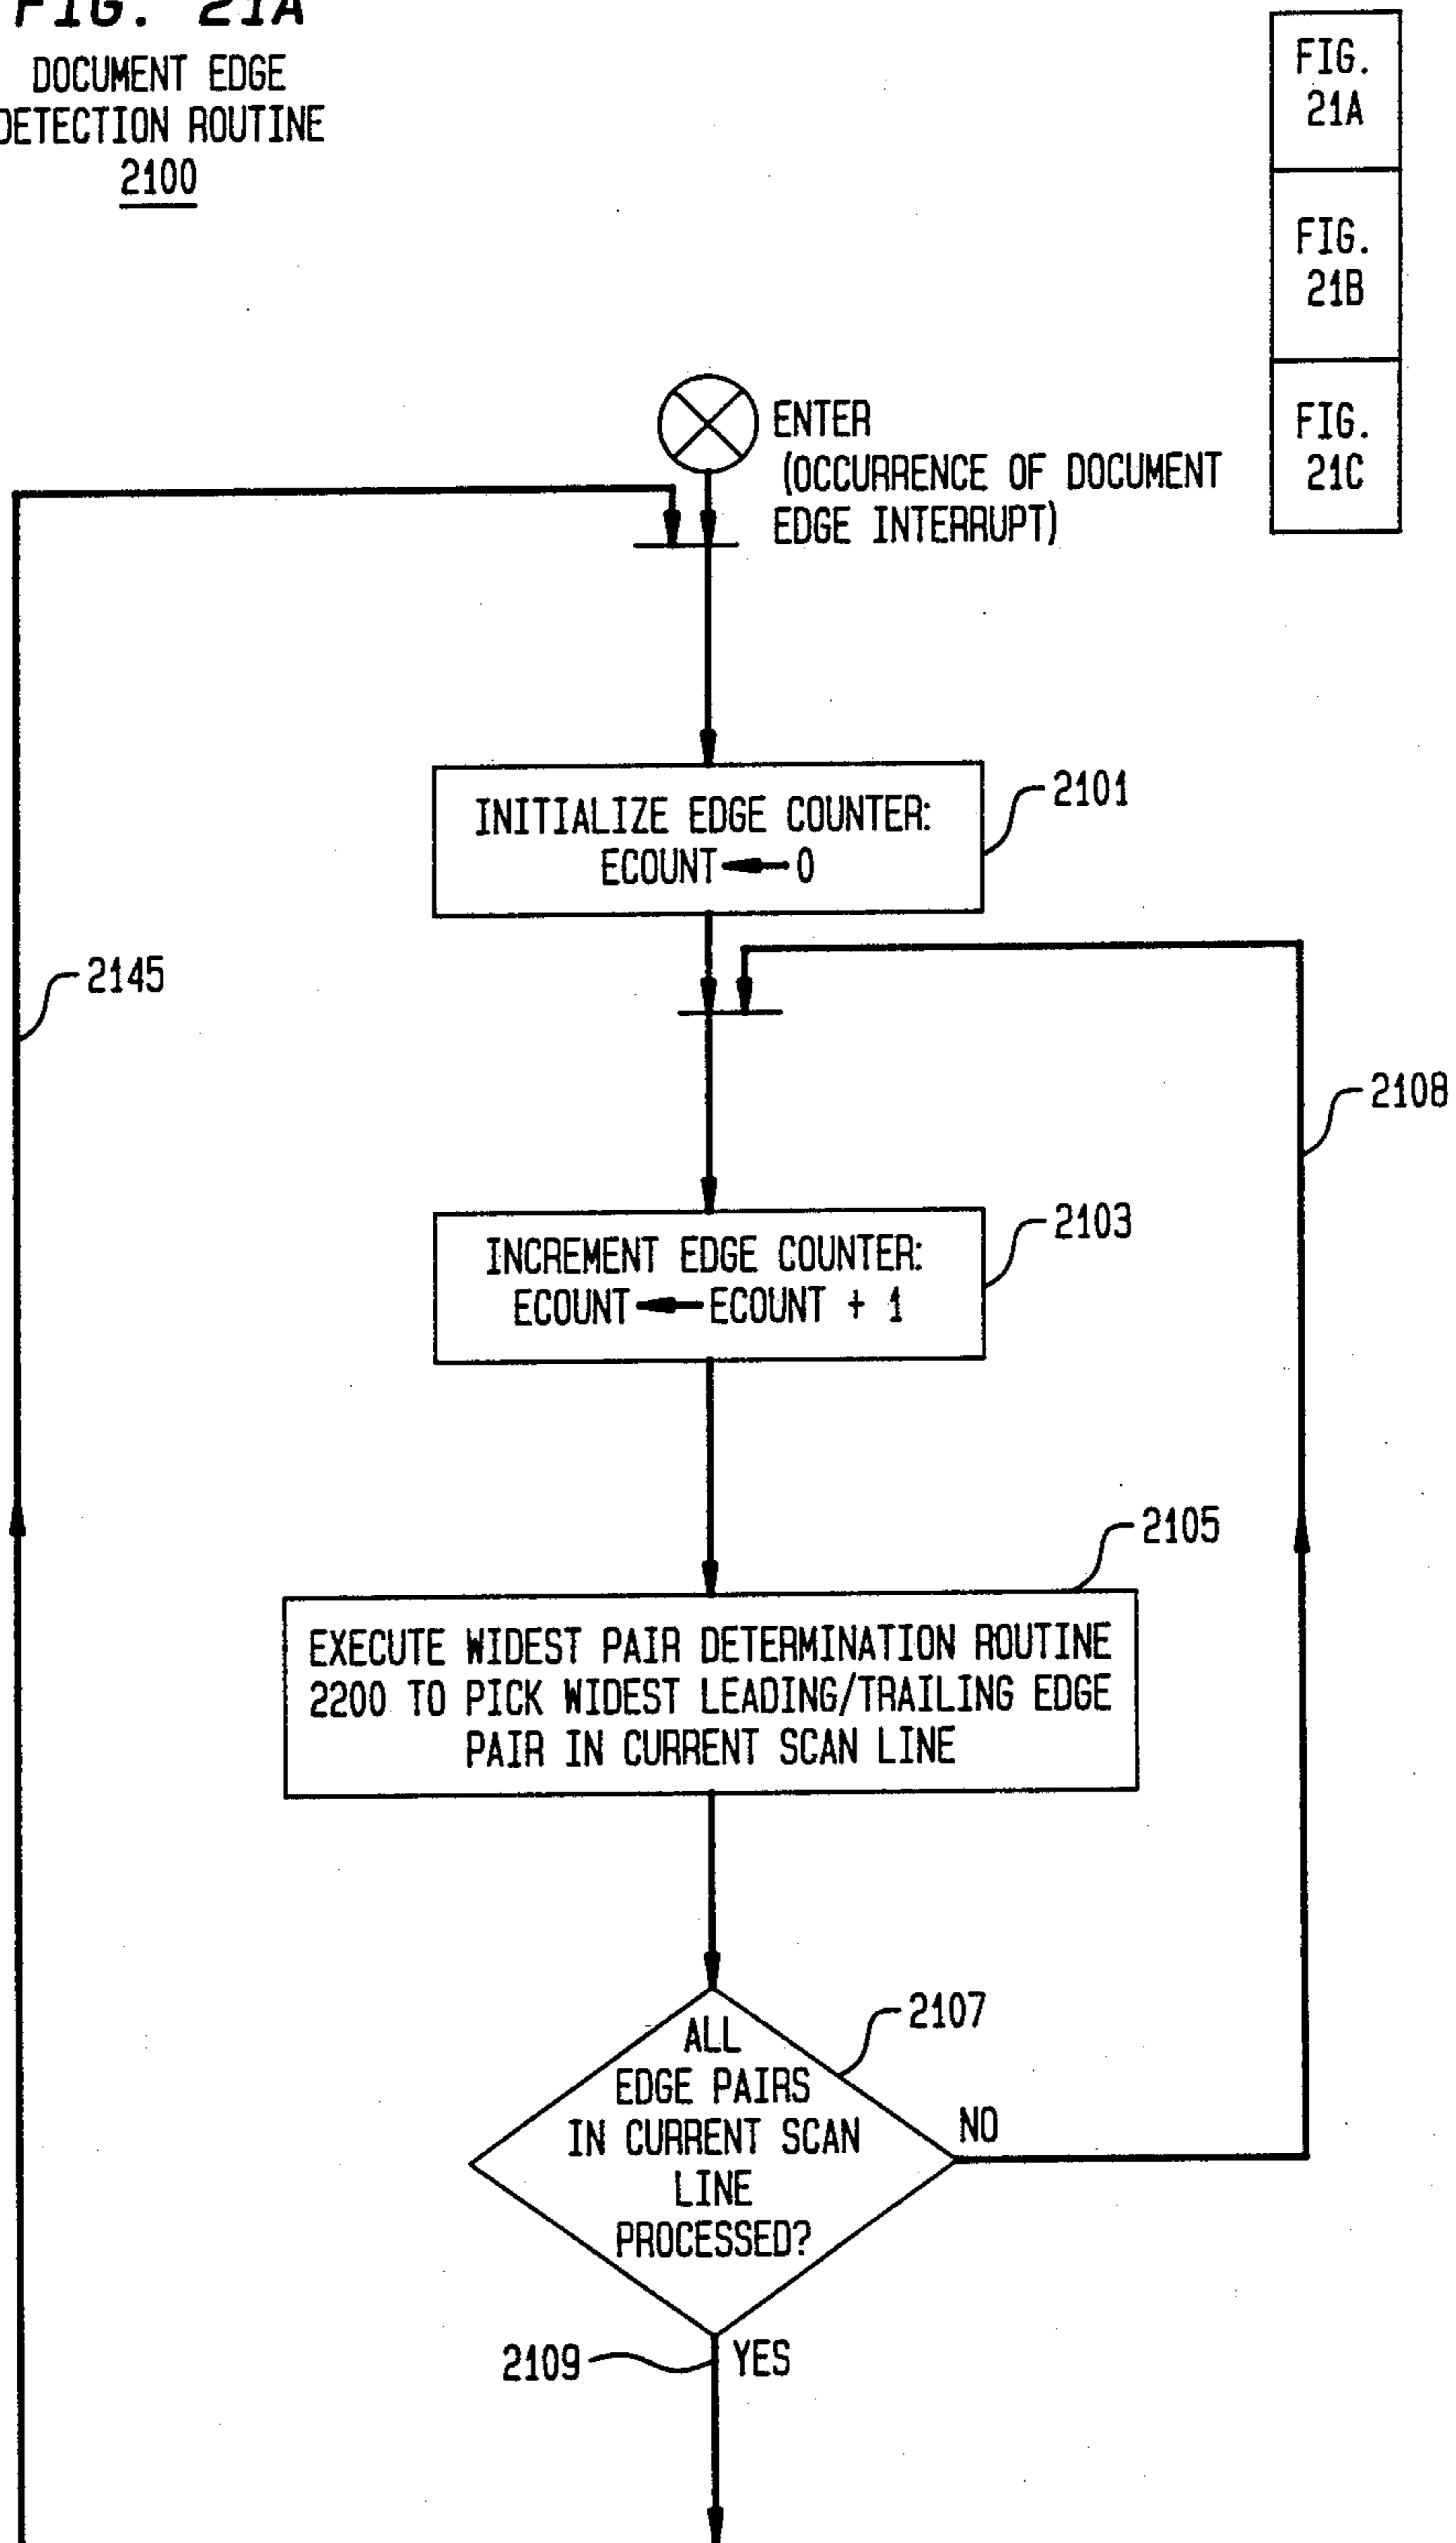 FIG. 21A
DOCUMENT EDGE
DETECTION ROUTINE
2100
FIG.
21A
FIG.
21B
FIG.
21C
ENTER
(OCCURRENCE OF DOCUMENT
EDGE INTERRUPT)
INITIALIZE EDGE COUNTER:
ECOUNT ← 0
2101
2145
2108
INCREMENT EDGE COUNTER:
ECOUNT ← ECOUNT + 1
2103
2105
EXECUTE WIDEST PAIR DETERMINATION ROUTINE
2200 TO PICK WIDEST LEADING/TRAILING EDGE
PAIR IN CURRENT SCAN LINE
2107
ALL
EDGE PAIRS
IN CURRENT SCAN
LINE
PROCESSED?
NO
2109
YES